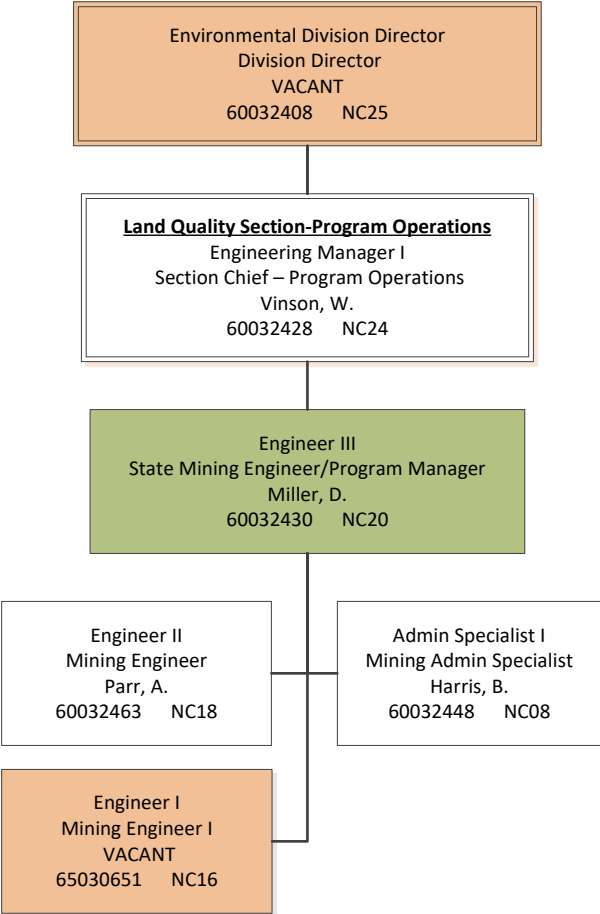 Environmental Division Director
Division Director
VACANT
60032408 NC25
Land Quality Section-Program Operations
Engineering Manager I
Section Chief – Program Operations
Vinson, W.
60032428 NC24
Engineer III
State Mining Engineer/Program Manager
Miller, D.
60032430 NC20
Engineer II
Mining Engineer
Parr, A.
60032463 NC18
Admin Specialist I
Mining Admin Specialist
Harris, B.
60032448 NC08
Engineer I
Mining Engineer I
VACANT
65030651 NC16